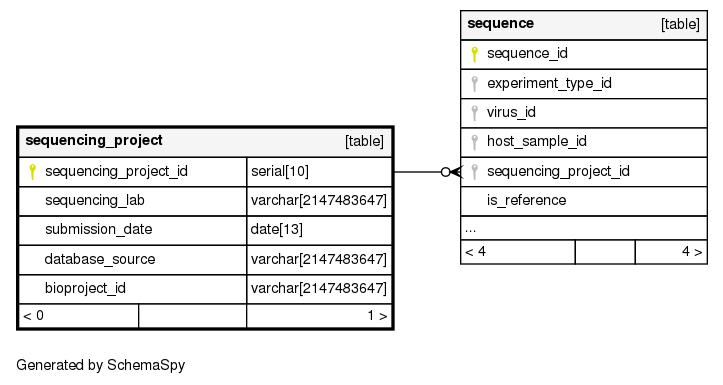 sequence [table]
sequence_id
experiment_type_id
virus_id
host_sample_id
sequencing_project_id
is_reference
...
< 4 4 >
sequencing_project [table]
sequencing_project_id serial[10]
sequencing_lab varchar[2147483647]
submission_date date[13]
database_source varchar[2147483647]
bioproject_id varchar[2147483647]
< 0 1 >
Generated by SchemaSpy